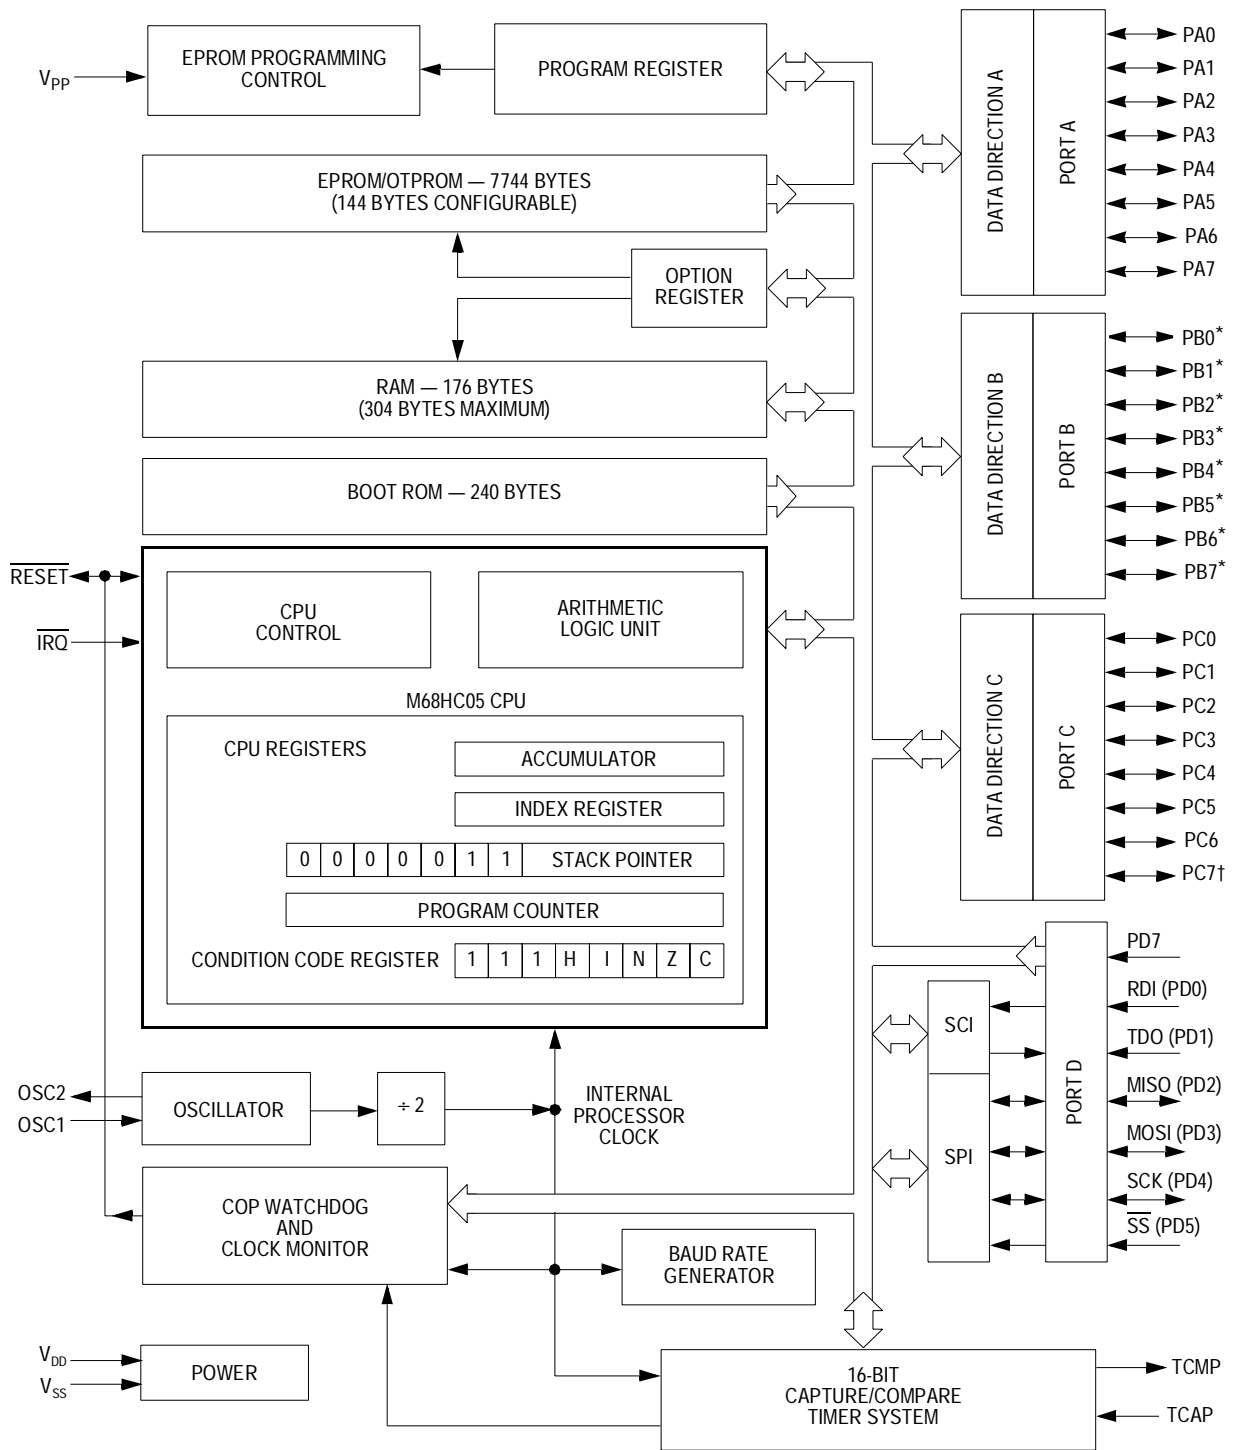 EPROM PROGRAMMING
CONTROL
PROGRAM REGISTER
VPP
EPROM/OTPROM — 7744 BYTES
(144 BYTES CONFIGURABLE)
OPTION
REGISTER
RAM — 176 BYTES
(304 BYTES MAXIMUM)
BOOT ROM — 240 BYTES
RESET
IRQ
CPU
CONTROL
ARITHMETIC
LOGIC UNIT
M68HC05 CPU
CPU REGISTERS
ACCUMULATOR
INDEX REGISTER
0 0 0 0 0 1 1 STACK POINTER
PROGRAM COUNTER
CONDITION CODE REGISTER 1 1 1 H I N Z C
OSC2
OSC1
OSCILLATOR
÷ 2
INTERNAL
PROCESSOR
CLOCK
COP WATCHDOG
AND
CLOCK MONITOR
BAUD RATE
GENERATOR
VDD
VSS
POWER
16-BIT
CAPTURE/COMPARE
TIMER SYSTEM
TCMP
TCAP
DATA DIRECTION A
PORT A
PA0
PA1
PA2
PA3
PA4
PA5
PA6
PA7
DATA DIRECTION B
PORT B
PB0*
PB1*
PB2*
PB3*
PB4*
PB5*
PB6*
PB7*
DATA DIRECTION C
PORT C
PC0
PC1
PC2
PC3
PC4
PC5
PC6
PC7†
SCI
SPI
PORT D
PD7
RDI (PD0)
TDO (PD1)
MISO (PD2)
MOSI (PD3)
SCK (PD4)
SS (PD5)